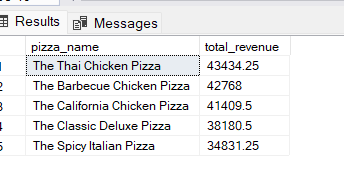 Results Messages
pizza_name total_revenue
1 The Thai Chicken Pizza 43434.25
2 The Barbecue Chicken Pizza 42768
3 The California Chicken Pizza 41409.5
4 The Classic Deluxe Pizza 38180.5
5 The Spicy Italian Pizza 34831.25